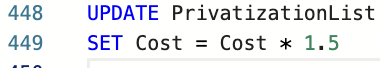 448 UPDATE PrivatizationList
449 SET Cost = Cost * 1.5